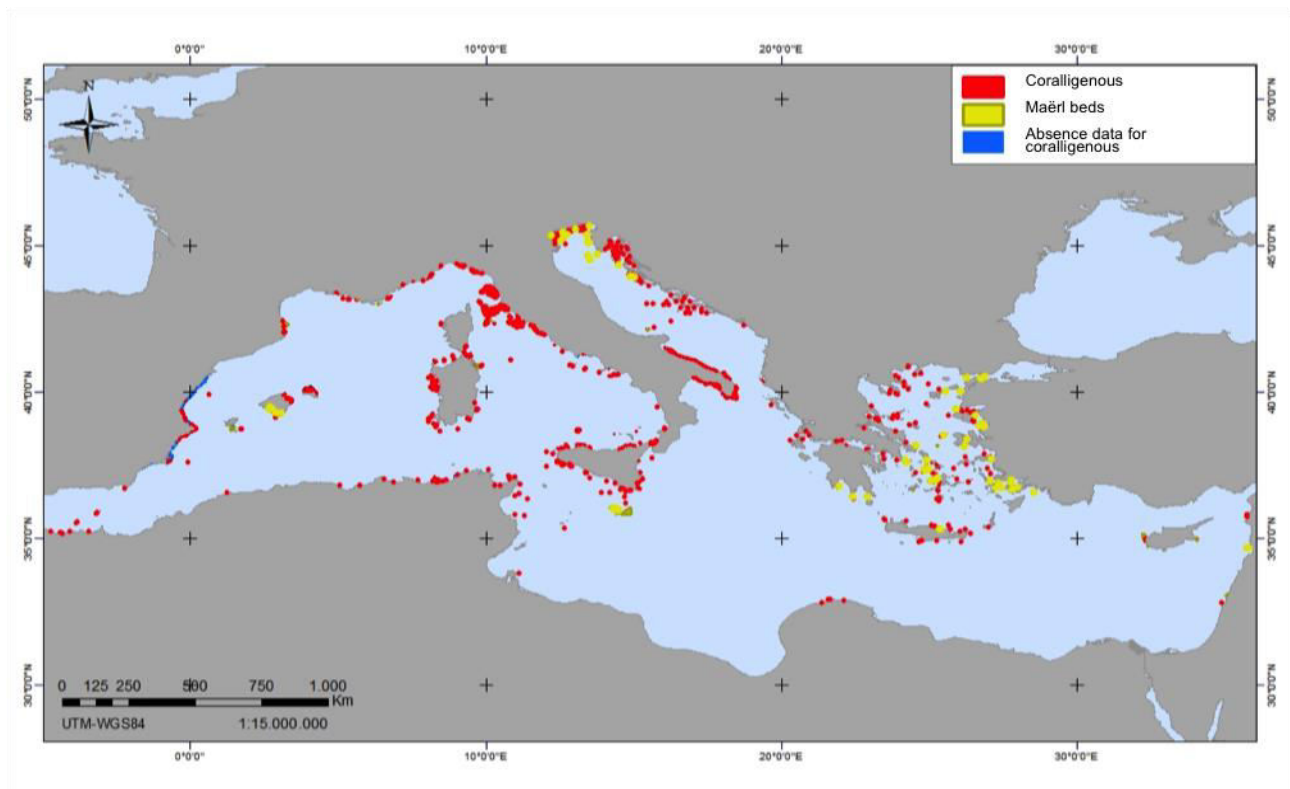 0°0'0" 10°0'0"E 20°0'0"E 30°0'0"E
N
50°0'0"N 50°0'0"N
45°0'0"N 45°0'0"N
40°0'0"N 40°0'0"N
35°0'0"N 35°0'0"N
30°0'0"N 30°0'0"N
Coralligenous
Maërl beds
Absence data for
coralligenous
0 125 250 500 750 1.000
Km
UTM-WGS84 1:15.000.000
0°0'0" 10°0'0"E 20°0'0"E 30°0'0"E